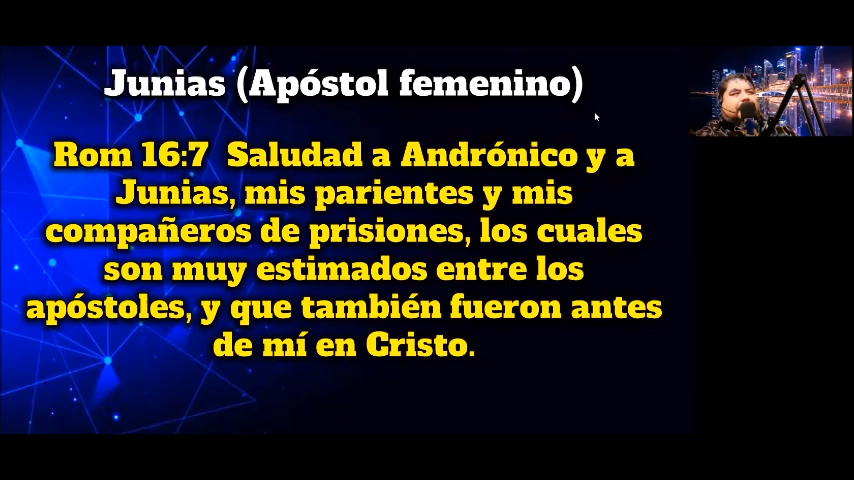 Junias (Apóstol femenino)
Rom 16:7 Saludad a Andrónico y a
Junias, mis parientes y mis
compañeros de prisiones, los cuales
son muy estimados entre los
apóstoles, y que también fueron antes
de mí en Cristo.